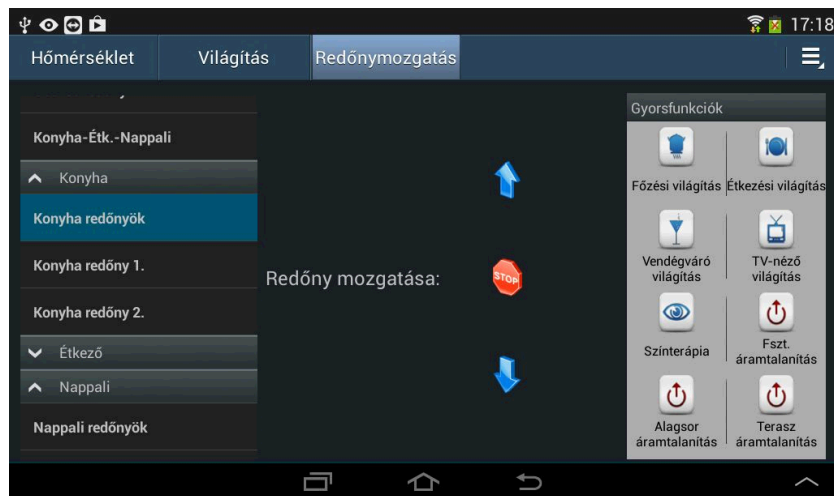 17:18
Hőmérséklet
Világítás
Redőnymozgatás
Konyha-Étk.-Nappali
Konyha
Konyha redőnyök
Konyha redőny 1.
Konyha redőny 2.
Étkező
Nappali
Nappali redőnyök
Redőny mozgatása:
STOP
Gyorsfunkciók
Főzési világítás
Étkezési világítás
Vendégváró
világítás
TV-néző
világítás
Színterápia
Fszt.
áramtalanítás
Alagsor
áramtalanítás
Terasz
áramtalanítás